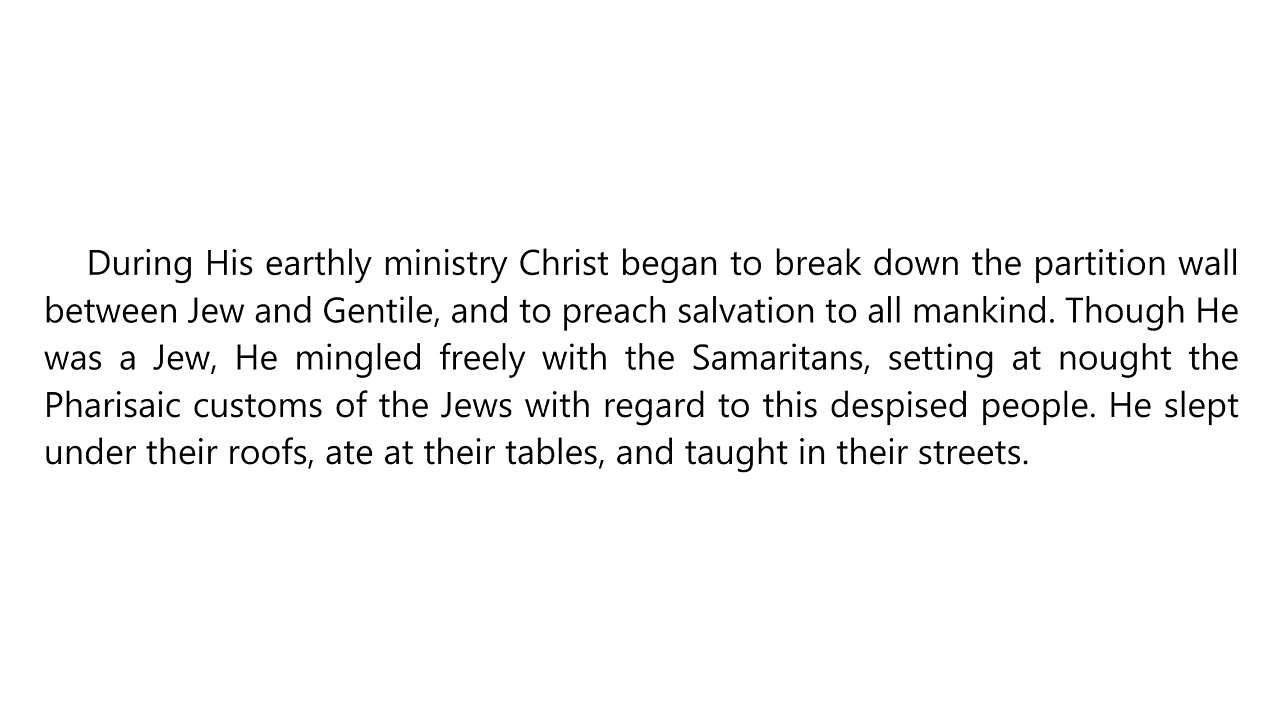 During His earthly ministry Christ began to break down the partition wall
between Jew and Gentile, and to preach salvation to all mankind. Though He
was a Jew, He mingled freely with the Samaritans, setting at nought the
Pharisaic customs of the Jews with regard to this despised people. He slept
under their roofs, ate at their tables, and taught in their streets.